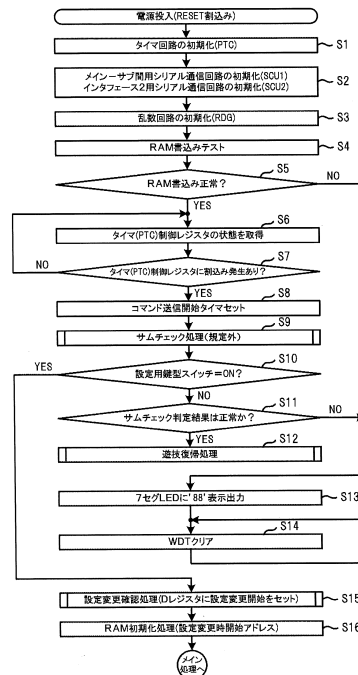 電源投入(RESET割込み)
タイマ回路の初期化(PTC)
S1
メインーサブ間用シリアル通信回路の初期化(SCU1)
インタフェース2用シリアル通信回路の初期化(SCU2)
S2
乱数回路の初期化(RDG)
S3
RAM書込みテスト
S4
S5
RAM書込み正常?
NO
YES
S6
タイマ(PTC)制御レジスタの状態を取得
S7
NO
タイマ(PTC)制御レジスタに割込み発生あり?
YES
S8
コマンド送信開始タイマセット
S9
サムチェック処理(規定外)
S10
YES
設定用鍵型スイッチ=ON?
NO
S11
NO
サムチェック判定結果は正常か?
YES
S12
遊技復帰処理
7セグLEDに'88'表示出力
S13
S14
WDTクリア
設定変更確認処理(Dレジスタに設定変更開始をセット)
S15
RAM初期化処理(設定変更時開始アドレス)
S16
メイン
処理へ